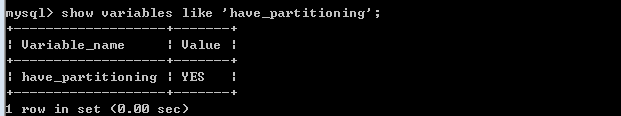 mysql> show variables like 'have_partitioning';
+-------------------+-------+
| Variable_name     | Value |
+-------------------+-------+
| have_partitioning | YES   |
+-------------------+-------+
1 row in set (0.00 sec)